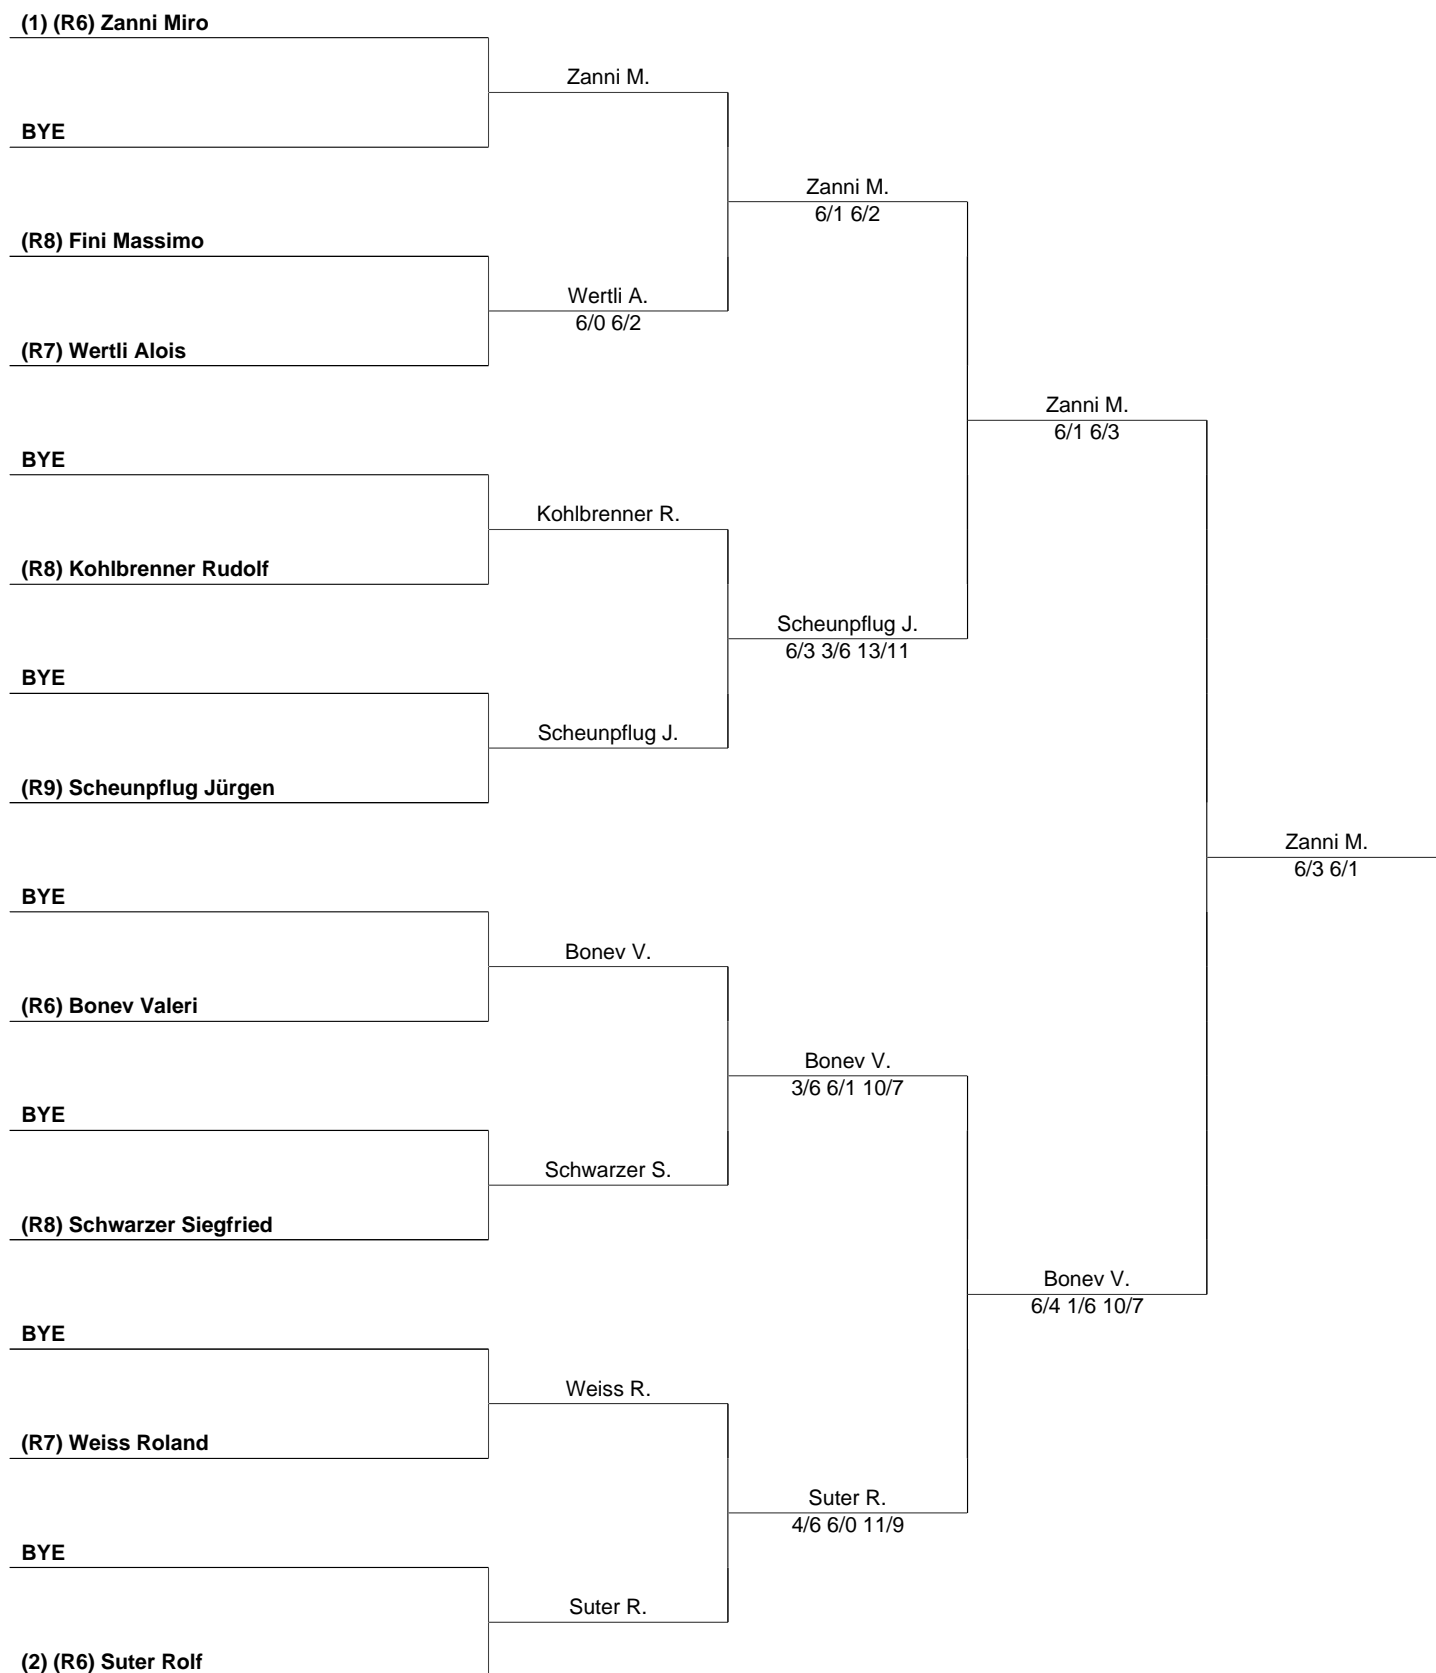 (1) (R6) Zanni Miro
Zanni M.
BYE
Zanni M.
6/1 6/2
(R8) Fini Massimo
Wertli A.
6/0 6/2
(R7) Wertli Alois
Zanni M.
6/1 6/3
BYE
Kohlbrenner R.
(R8) Kohlbrenner Rudolf
Scheunpflug J.
6/3 3/6 13/11
BYE
Scheunpflug J.
(R9) Scheunpflug Jürgen
Zanni M.
6/3 6/1
BYE
Bonev V.
(R6) Bonev Valeri
Bonev V.
3/6 6/1 10/7
BYE
Schwarzer S.
(R8) Schwarzer Siegfried
Bonev V.
6/4 1/6 10/7
BYE
Weiss R.
(R7) Weiss Roland
Suter R.
4/6 6/0 11/9
BYE
Suter R.
(2) (R6) Suter Rolf